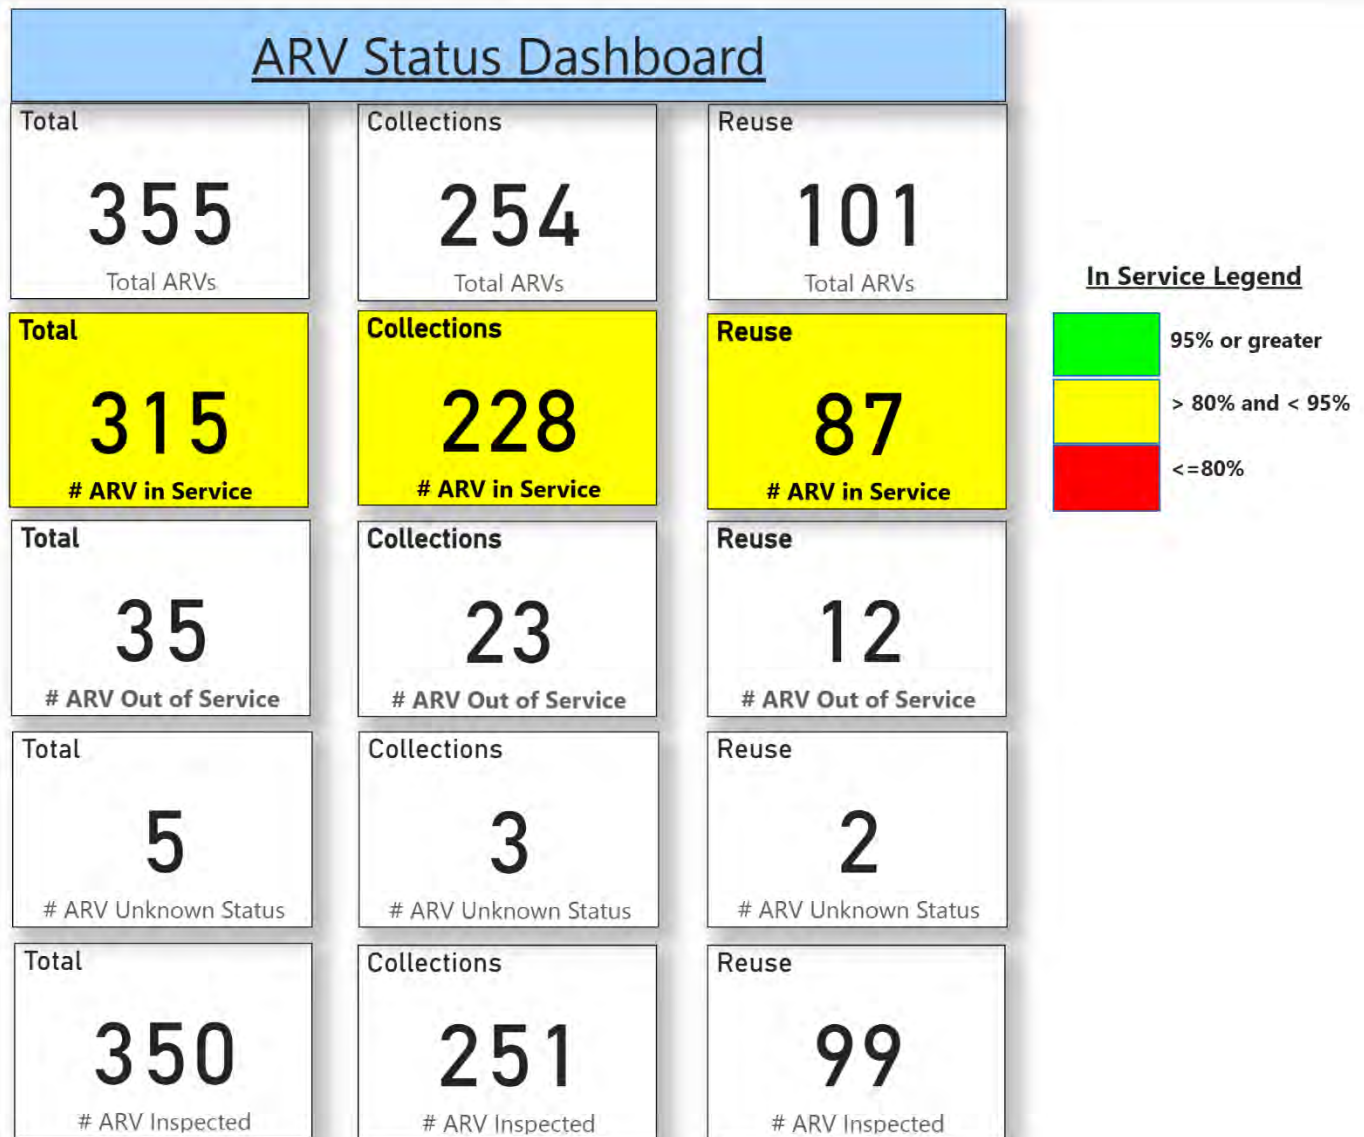 ARV Status Dashboard
Total
355
Total ARVs
Collections
254
Total ARVs
Reuse
101
Total ARVs
Total
315
# ARV in Service
Collections
228
# ARV in Service
Reuse
87
# ARV in Service
Total
35
# ARV Out of Service
Collections
23
# ARV Out of Service
Reuse
12
# ARV Out of Service
Total
5
# ARV Unknown Status
Collections
3
# ARV Unknown Status
Reuse
2
# ARV Unknown Status
Total
350
# ARV Inspected
Collections
251
# ARV Inspected
Reuse
99
# ARV Inspected
In Service Legend
95% or greater
> 80% and < 95%
<=80%